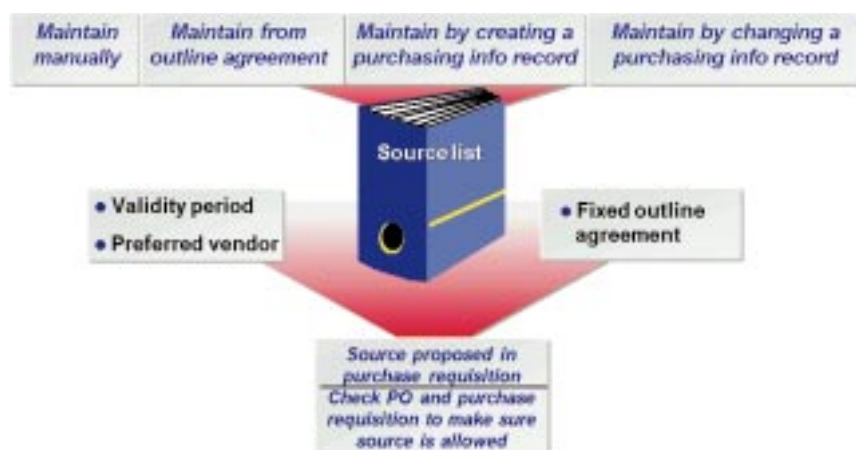 Maintain
manually
Maintain from
outline agreement
Maintain by creating a
purchasing info record
Maintain by changing a
purchasing info record
Source list
• Validity period
• Preferred vendor
• Fixed outline
agreement
Source proposed in
purchase requisition
Check PO and purchase
requisition to make sure
source is allowed